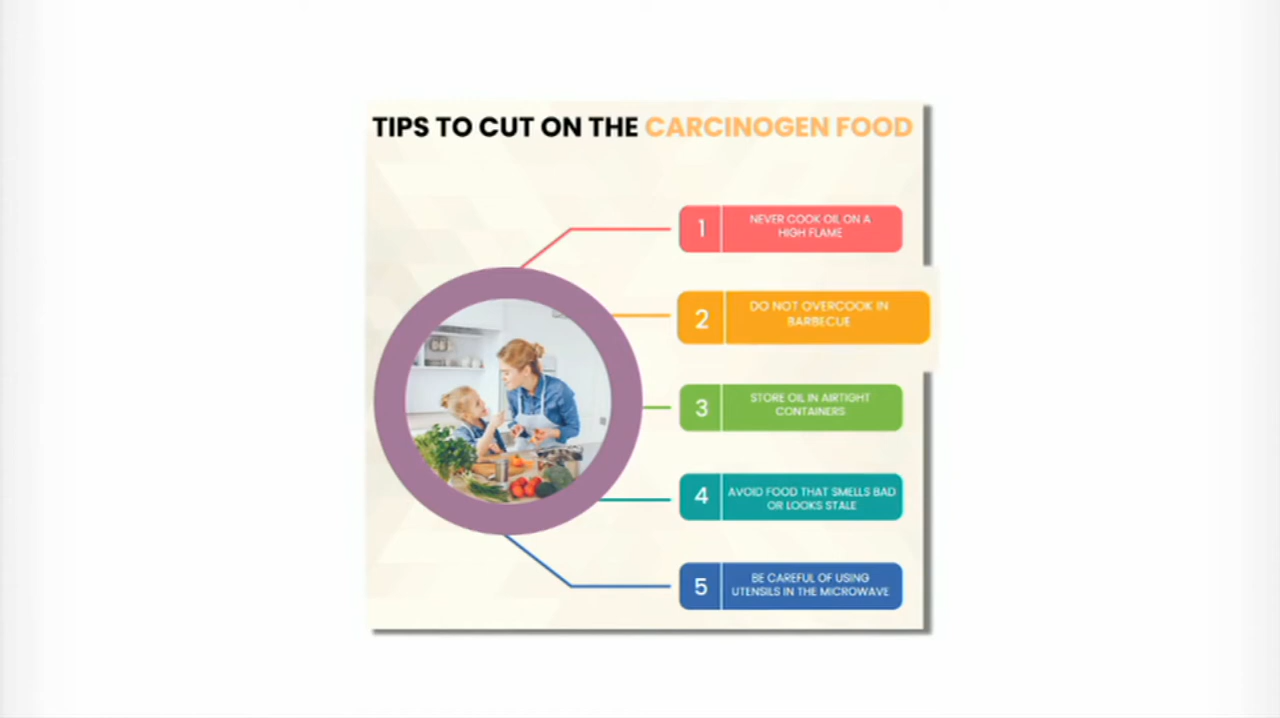 TIPS TO CUT ON THE CARCINOGEN FOOD
1
NEVER COOK OIL ON A
HIGH FLAME
2
DO NOT OVERCOOK IN
BARBECUE
3
STORE OIL IN AIRTIGHT
CONTAINERS
4
AVOID FOOD THAT SMELLS BAD
OR LOOKS STALE
5
BE CAREFUL OF USING
UTENSILS IN THE MICROWAVE